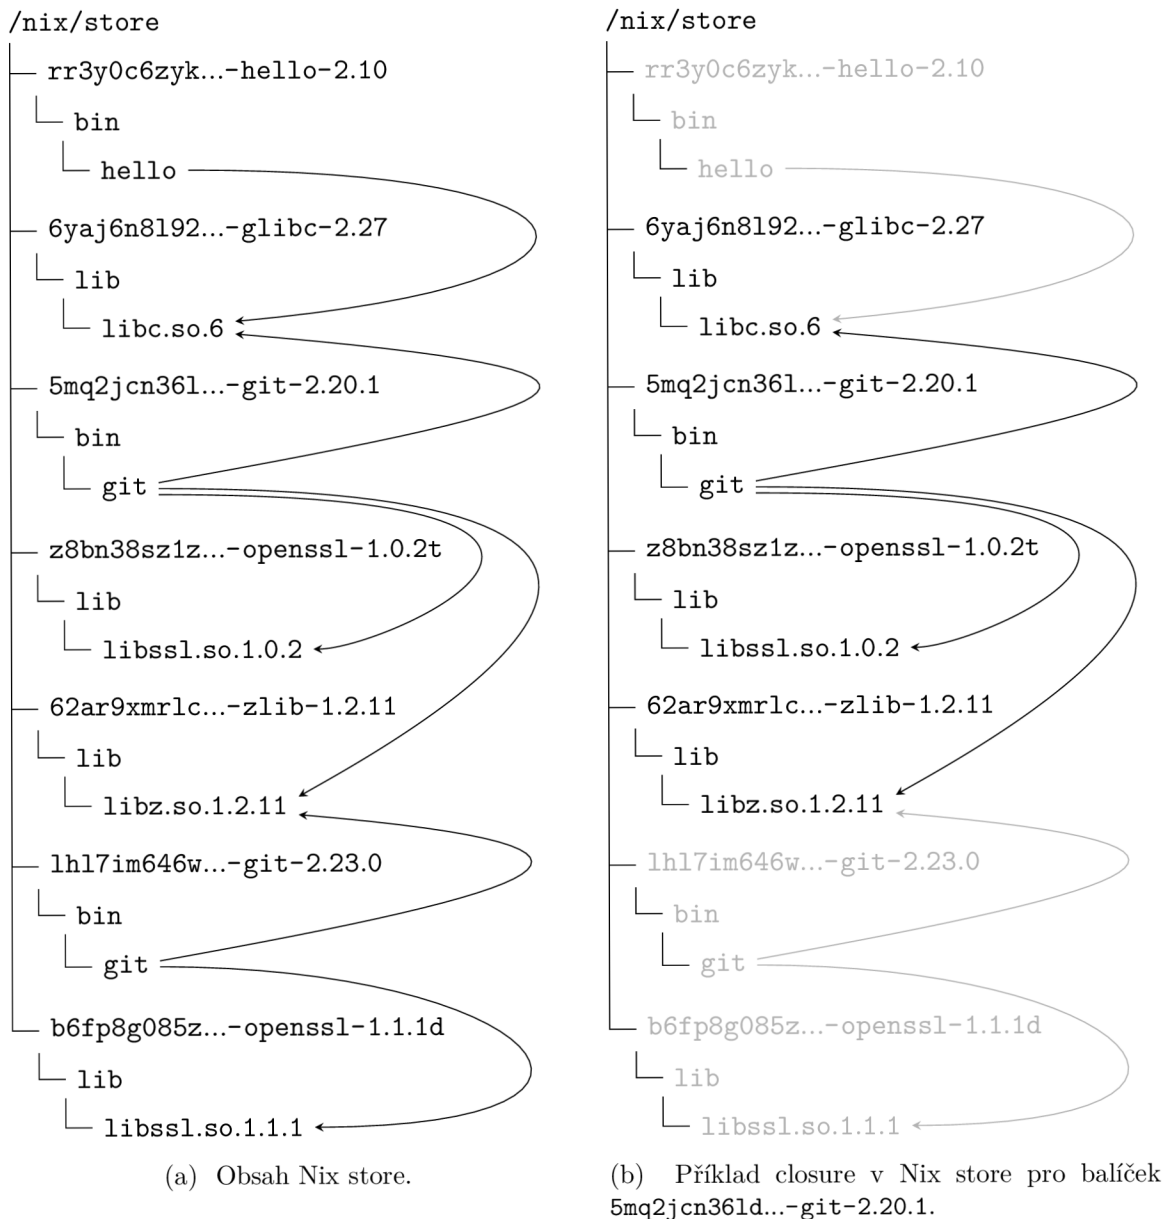 /nix/store
rr3y0c6zyk...-hello-2.10
bin
hello
6yaj6n8l92...-glibc-2.27
lib
libc.so.6
5mq2jcn36l...-git-2.20.1
bin
git
z8bn38sz1z...-openssl-1.0.2t
lib
libssl.so.1.0.2
62ar9xmrlc...-zlib-1.2.11
lib
libz.so.1.2.11
lhl7im646w...-git-2.23.0
bin
git
b6fp8g085z...-openssl-1.1.1d
lib
libssl.so.1.1.1
(a) Obsah Nix store.
/nix/store
rr3y0c6zyk...-hello-2.10
bin
hello
6yaj6n8l92...-glibc-2.27
lib
libc.so.6
5mq2jcn36l...-git-2.20.1
bin
git
z8bn38sz1z...-openssl-1.0.2t
lib
libssl.so.1.0.2
62ar9xmrlc...-zlib-1.2.11
lib
libz.so.1.2.11
lhl7im646w...-git-2.23.0
bin
git
b6fp8g085z...-openssl-1.1.1d
lib
libssl.so.1.1.1
(b) Příklad closure v Nix store pro balíček
5mq2jcn36ld...-git-2.20.1.